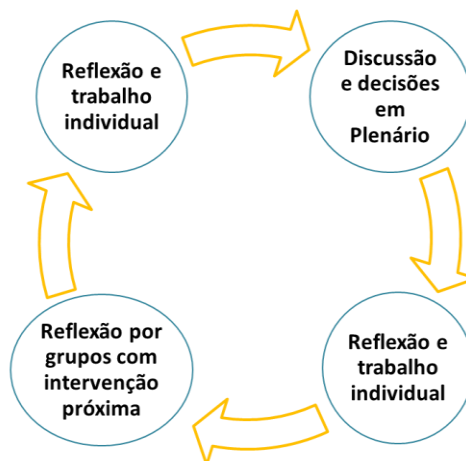 Reflexão e
trabalho
individual
Discussão
e decisões
em
Plenário
Reflexão e
trabalho
individual
Reflexão por
grupos com
intervenção
próxima